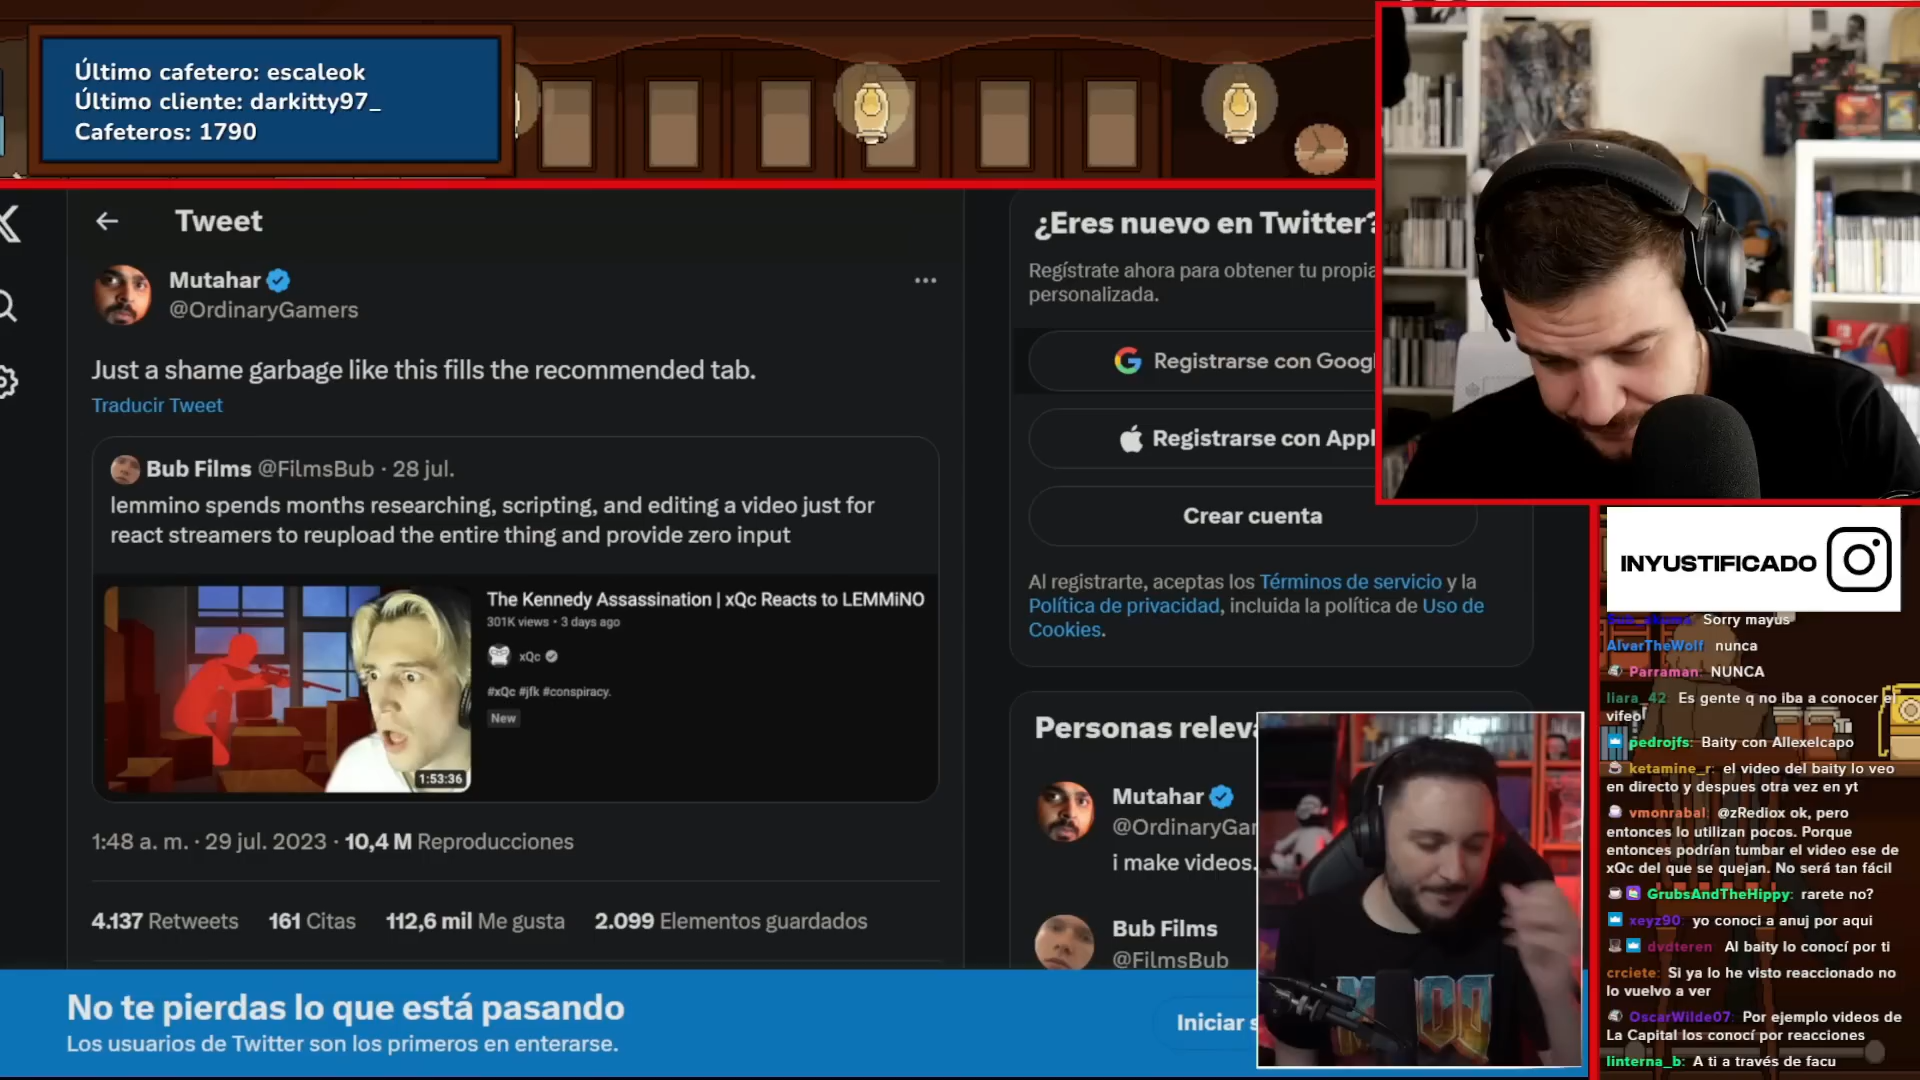 Último cafetero: escaleok
Último cliente: darkitty97_
Cafeteros: 1790
Tweet
Mutahar
@OrdinaryGamers
Just a shame garbage like this fills the recommended tab.
Traducir Tweet
Bub Films @FilmsBub · 28 jul.
lemmino spends months researching, scripting, and editing a video just for
react streamers to reupload the entire thing and provide zero input
The Kennedy Assassination | xQc Reacts to LEMMiNO
301K views • 3 days ago
xQc
#xQc #jfk #conspiracy.
New
1:53:36
1:48 a. m. · 29 jul. 2023 · 10,4 M Reproducciones
4.137 Retweets 161 Citas 112,6 mil Me gusta 2.099 Elementos guardados
¿Eres nuevo en Twitter?
Regístrate ahora para obtener tu propia
personalizada.
Registrarse con Googl
Registrarse con Appl
Crear cuenta
Al registrarte, aceptas los Términos de servicio y la
Política de privacidad, incluida la política de Uso de
Cookies.
Personas releva
Mutahar
@OrdinaryGar
i make videos.
Bub Films
@FilmsBub
No te pierdas lo que está pasando
Los usuarios de Twitter son los primeros en enterarse.
Iniciar s
INYUSTIFICADO
Sorry mayus
AlvarTheWolf nunca
Parraman NUNCA
liara_42 Es gente q no iba a conocer el
vifeo
pedrojfs: Baity con Allexelcapo
ketamine_r: el video del baity lo veo
en directo y despues otra vez en yt
vmonrabal: @zRediox ok, pero
entonces lo utilizan pocos. Porque
entonces podrían tumbar el video ese de
xQc del que se quejan. No será tan fácil
GrubsAndTheHippy: rarete no?
xeyz90: yo conoci a anuj por aqui
dvdteren Al baity lo conocí por ti
crciete: Si ya lo he visto reaccionado no
lo vuelvo a ver
OscarWilde07: Por ejemplo videos de
La Capital los conocí por reacciones
linterna_b: A ti a través de facu